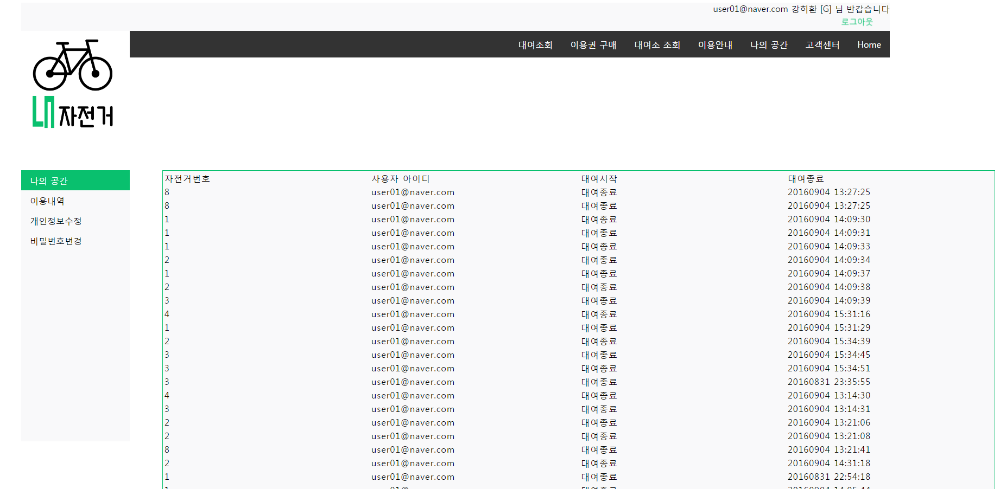 user01@naver.com 강히환 [G] 님 반갑습니다
로그아웃
대여조회 이용권 구매 대여소 조회 이용안내 나의 공간 고객센터 Home
자전거
나의 공간
이용내역
개인정보수정
비밀번호변경
자전거번호 사용자 아이디 대여시작 대여종료
8 user01@naver.com 대여종료 20160904 13:27:25
8 user01@naver.com 대여종료 20160904 13:27:25
1 user01@naver.com 대여종료 20160904 14:09:30
1 user01@naver.com 대여종료 20160904 14:09:31
1 user01@naver.com 대여종료 20160904 14:09:33
2 user01@naver.com 대여종료 20160904 14:09:34
1 user01@naver.com 대여종료 20160904 14:09:37
2 user01@naver.com 대여종료 20160904 14:09:38
3 user01@naver.com 대여종료 20160904 14:09:39
4 user01@naver.com 대여종료 20160904 15:31:16
1 user01@naver.com 대여종료 20160904 15:31:29
2 user01@naver.com 대여종료 20160904 15:34:39
3 user01@naver.com 대여종료 20160904 15:34:45
3 user01@naver.com 대여종료 20160904 15:34:51
3 user01@naver.com 대여종료 20160831 23:35:55
4 user01@naver.com 대여종료 20160904 13:14:30
3 user01@naver.com 대여종료 20160904 13:14:31
2 user01@naver.com 대여종료 20160904 13:21:06
2 user01@naver.com 대여종료 20160904 13:21:08
8 user01@naver.com 대여종료 20160904 13:21:41
2 user01@naver.com 대여종료 20160904 14:31:18
1 user01@naver.com 대여종료 20160831 22:54:18